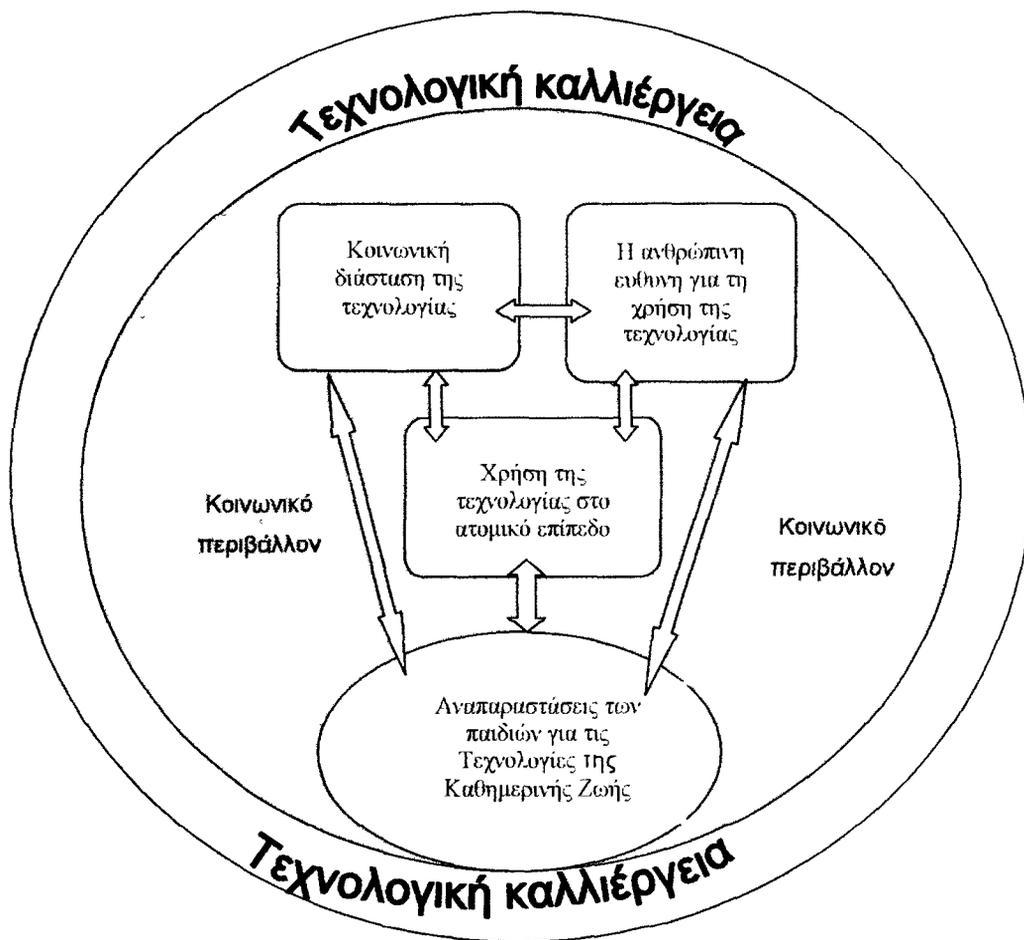 Τεχνολογική καλλιέργεια
Κοινωνική
διάσταση της
τεχνολογίας
Η ανθρώπινη
ευθυνη για τη
χρήση της
τεχνολογίας
Χρήση της
τεχνολογίας στο
ατομικό επίπεδο
Κοινωνικό
περιβάλλον
Κοινωνικό
περιβάλλον
Αναπαραστάσεις των
παιδιών για τις
Τεχνολογίες της
Καθημερινής Ζωής
Τεχνολογική καλλιέργεια